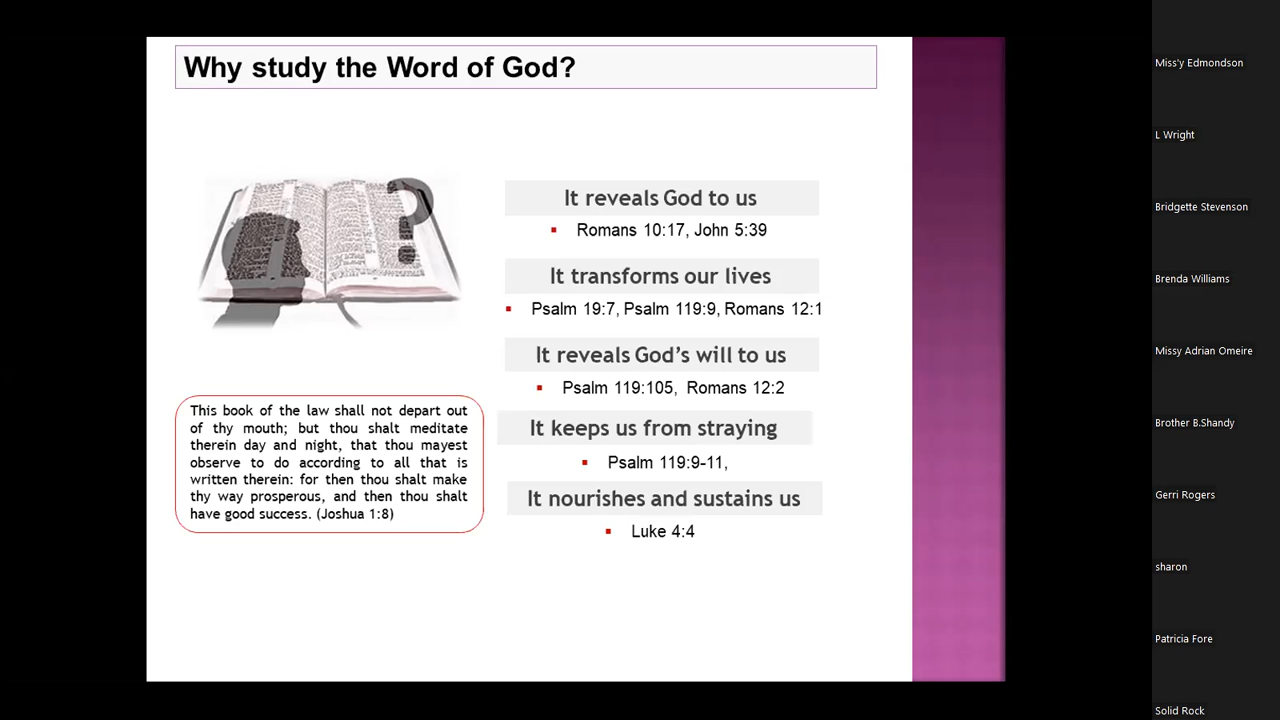 Why study the Word of God?
It reveals God to us
Romans 10:17, John 5:39
It transforms our lives
Psalm 19:7, Psalm 119:9, Romans 12:1
It reveals God's will to us
Psalm 119:105, Romans 12:2
It keeps us from straying
Psalm 119:9-11,
It nourishes and sustains us
Luke 4:4
This book of the law shall not depart out
of thy mouth; but thou shalt meditate
therein day and night, that thou mayest
observe to do according to all that is
written therein: for then thou shalt make
thy way prosperous, and then thou shalt
have good success. (Joshua 1:8)
Miss'y Edmondson
L Wright
Bridgette Stevenson
Brenda Williams
Missy Adrian Omeire
Brother B.Shandy
Gerri Rogers
sharon
Patricia Fore
Solid Rock